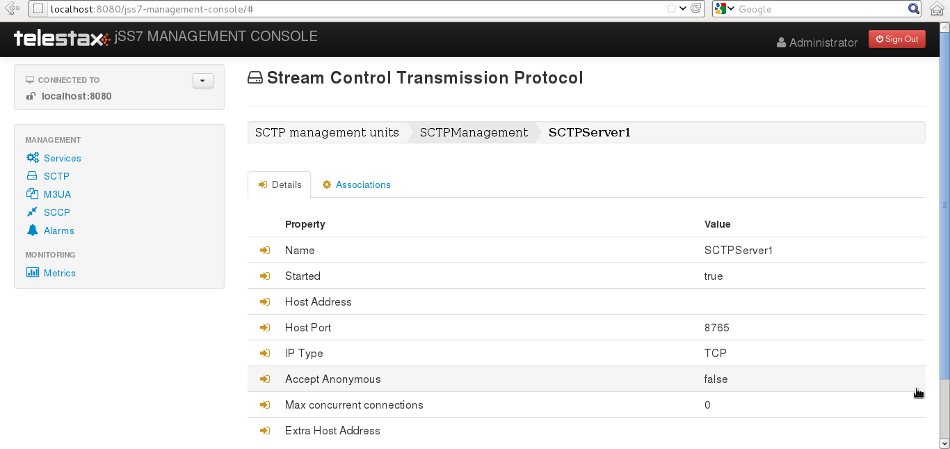 localhost:8080/jss7-management-console/#
Google
telestax jSS7 MANAGEMENT CONSOLE
Administrator
Sign Out
CONNECTED TO
localhost:8080
MANAGEMENT
Services
SCTP
M3UA
SCCP
Alarms
MONITORING
Metrics
Stream Control Transmission Protocol
SCTP management units SCTPManagement SCTPServer1
Details Associations
Property Value
Name SCTPServer1
Started true
Host Address
Host Port 8765
IP Type TCP
Accept Anonymous false
Max concurrent connections 0
Extra Host Address